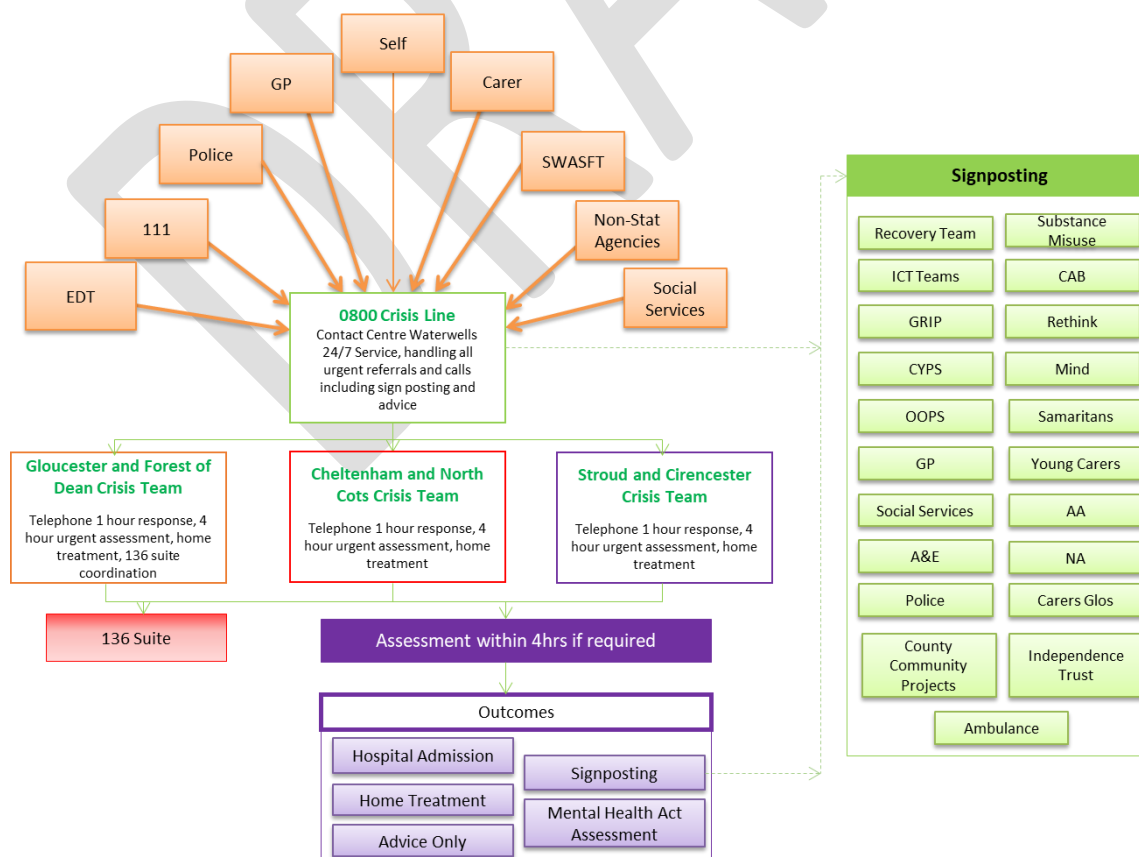 Self
GP
Carer
Police
SWASFT
111
Non-Stat
Agencies
EDT
Social
Services
0800 Crisis Line
Contact Centre Waterwells
24/7 Service, handling all
urgent referrals and calls
including sign posting and
advice
Gloucester and Forest of
Dean Crisis Team
Telephone 1 hour response, 4
hour urgent assessment, home
treatment, 136 suite
coordination
Cheltenham and North
Cots Crisis Team
Telephone 1 hour response, 4
hour urgent assessment, home
treatment
Stroud and Cirencester
Crisis Team
Telephone 1 hour response, 4
hour urgent assessment, home
treatment
136 Suite
Assessment within 4hrs if required
Outcomes
Hospital Admission
Home Treatment
Advice Only
Signposting
Mental Health Act
Assessment
Signposting
Recovery Team
Substance
Misuse
ICT Teams
CAB
GRIP
Rethink
CYPS
Mind
OOPS
Samaritans
GP
Young Carers
Social Services
AA
A&E
NA
Police
Carers Glos
County
Community
Projects
Independence
Trust
Ambulance